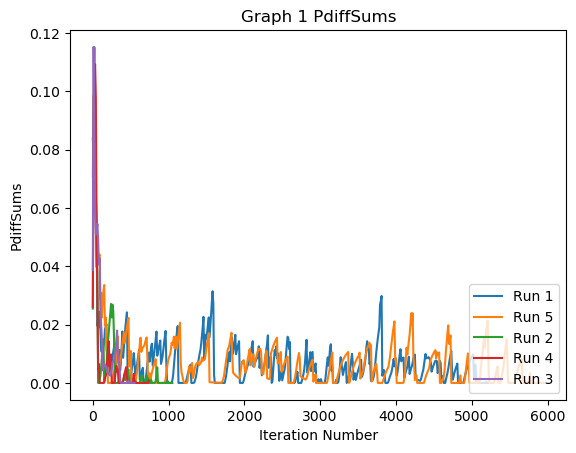 Graph 1 PdiffSums
0.12
0.10
0.08
0.06
0.04
0.02
0.00
PdiffSums
Run 1
Run 5
Run 2
Run 4
Run 3
0
1000
2000
3000
4000
5000
6000
Iteration Number